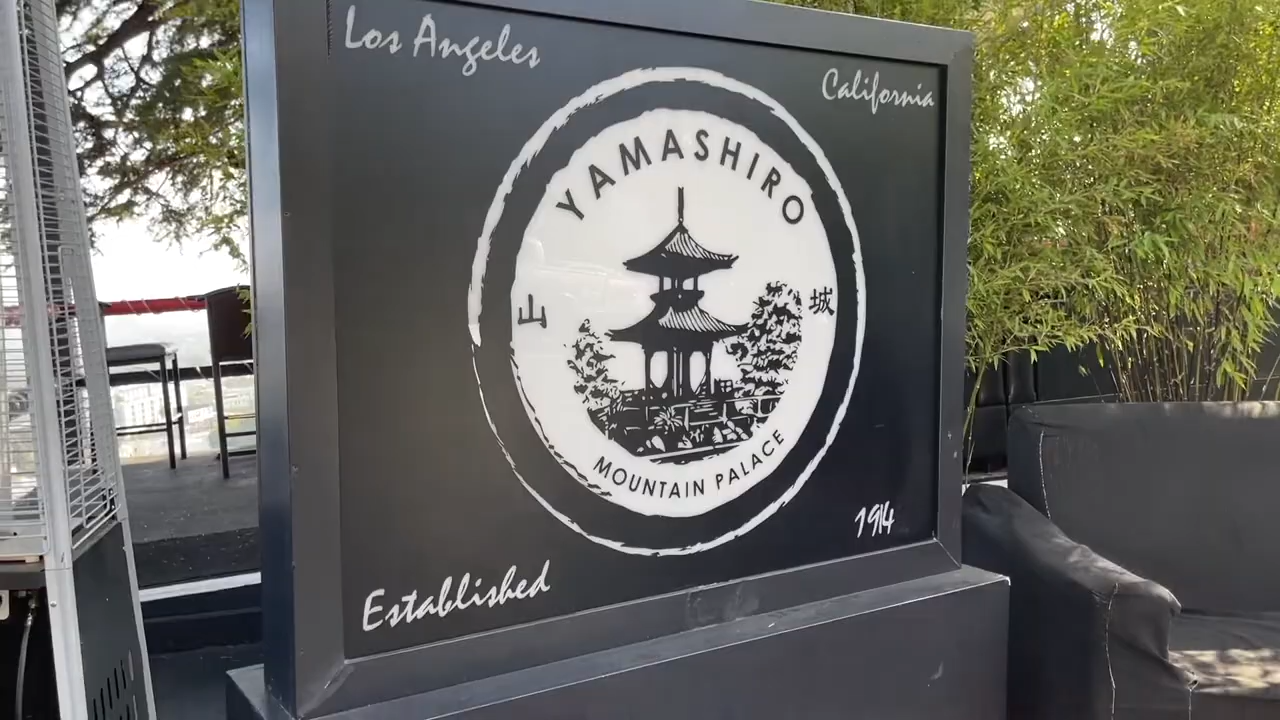 Los Angeles
California
YAMASHIRO
山
城
MOUNTAIN PALACE
Established
1914